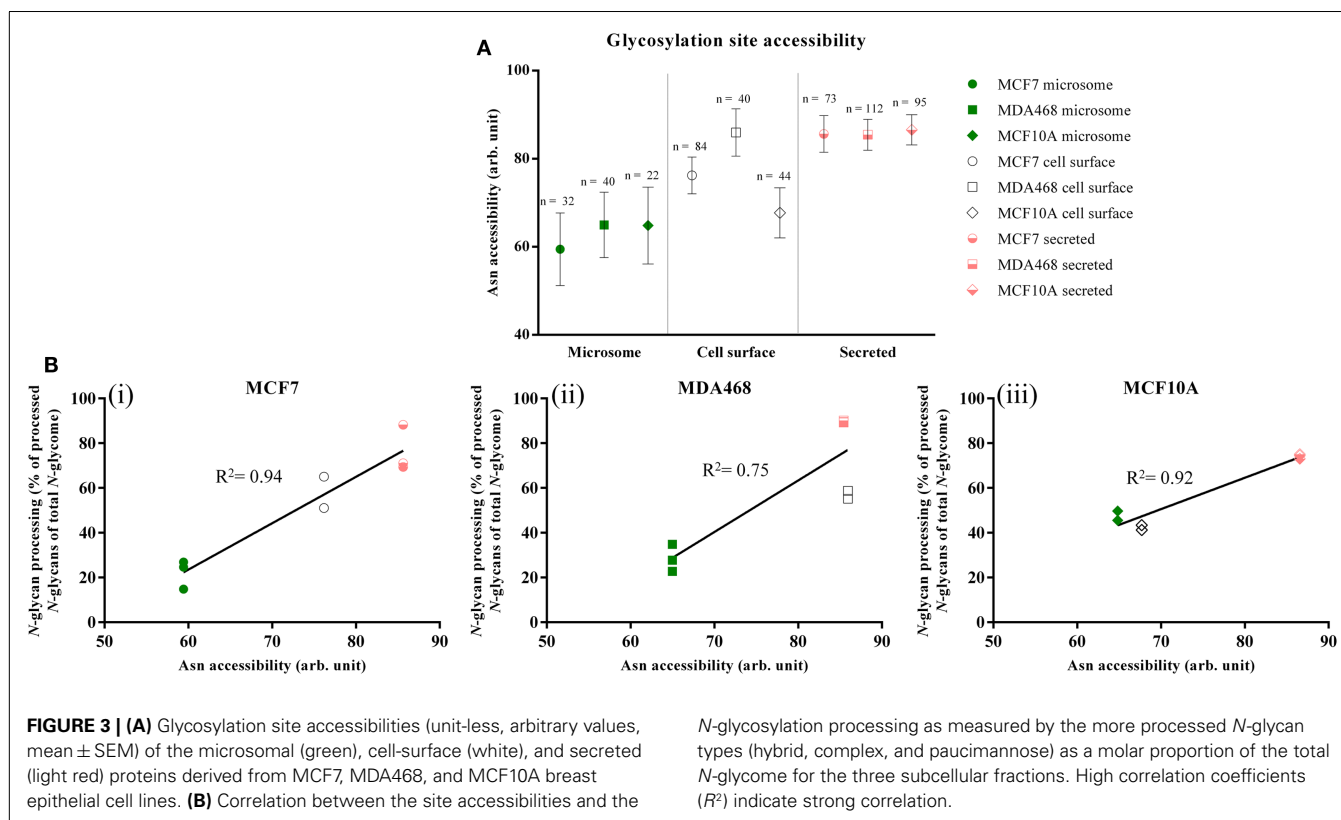 A
Glycosylation site accessibility
Asn accessibility (arb. unit)
100
80
60
40
n = 32
n = 40
n = 22
n = 84
n = 40
n = 44
n = 73
n = 112
n = 95
Microsome
Cell surface
Secreted
MCF7 microsome
MDA468 microsome
MCF10A microsome
MCF7 cell surface
MDA468 cell surface
MCF10A cell surface
MCF7 secreted
MDA468 secreted
MCF10A secreted
B
(i)
MCF7
N-glycan processing (% of processed
N-glycans of total N-glycome)
100
80
60
40
20
0
R²= 0.94
50 60 70 80 90
Asn accessibility (arb. unit)
(ii)
MDA468
N-glycan processing (% of processed
N-glycans of total N-glycome)
100
80
60
40
20
0
R²= 0.75
50 60 70 80 90
Asn accessibility (arb. unit)
(iii)
MCF10A
N-glycan processing (% of processed
N-glycans of total N-glycome)
100
80
60
40
20
0
R²= 0.92
50 60 70 80 90
Asn accessibility (arb. unit)
FIGURE 3 | (A) Glycosylation site accessibilities (unit-less, arbitrary values,
mean ± SEM) of the microsomal (green), cell-surface (white), and secreted
(light red) proteins derived from MCF7, MDA468, and MCF10A breast
epithelial cell lines. (B) Correlation between the site accessibilities and the
N-glycosylation processing as measured by the more processed N-glycan
types (hybrid, complex, and paucimannose) as a molar proportion of the total
N-glycome for the three subcellular fractions. High correlation coefficients
(R²) indicate strong correlation.